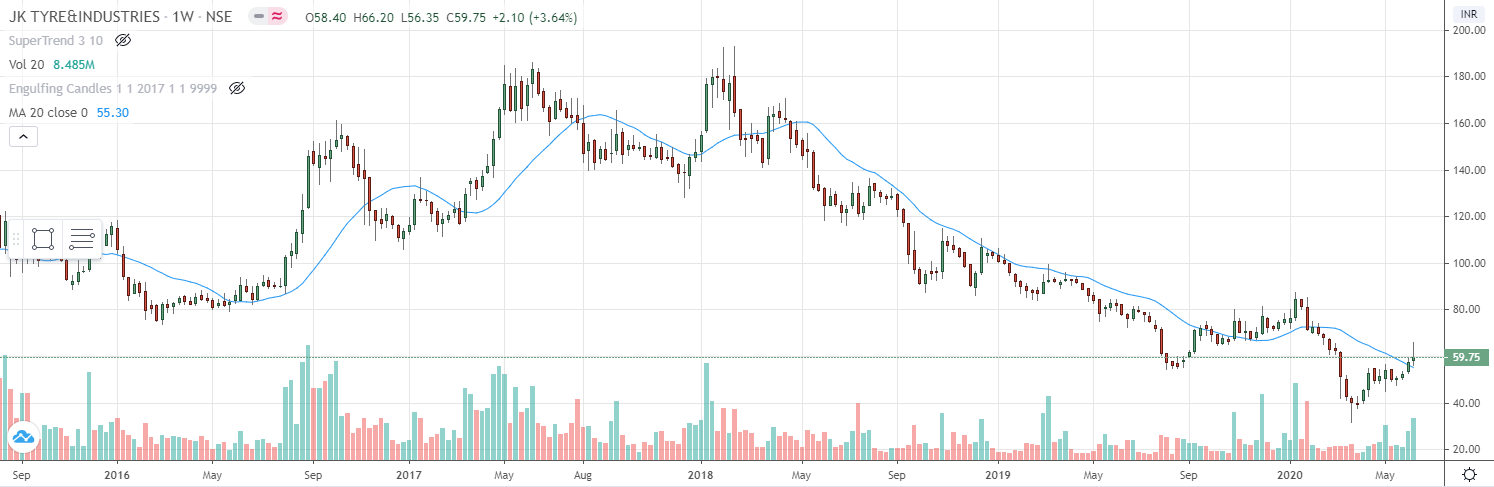 JK TYRE&INDUSTRIES · 1W · NSE O58.40 H66.20 L56.35 C59.75 +2.10 (+3.64%) INR
SuperTrend 3 10
Vol 20 8.485M
Engulfing Candles 1 1 2017 1 1 9999
MA 20 close 0 55.30
200.00
180.00
160.00
140.00
120.00
100.00
80.00
59.75
40.00
20.00
Sep 2016 May Sep 2017 May Aug 2018 May Sep 2019 May Sep 2020 May